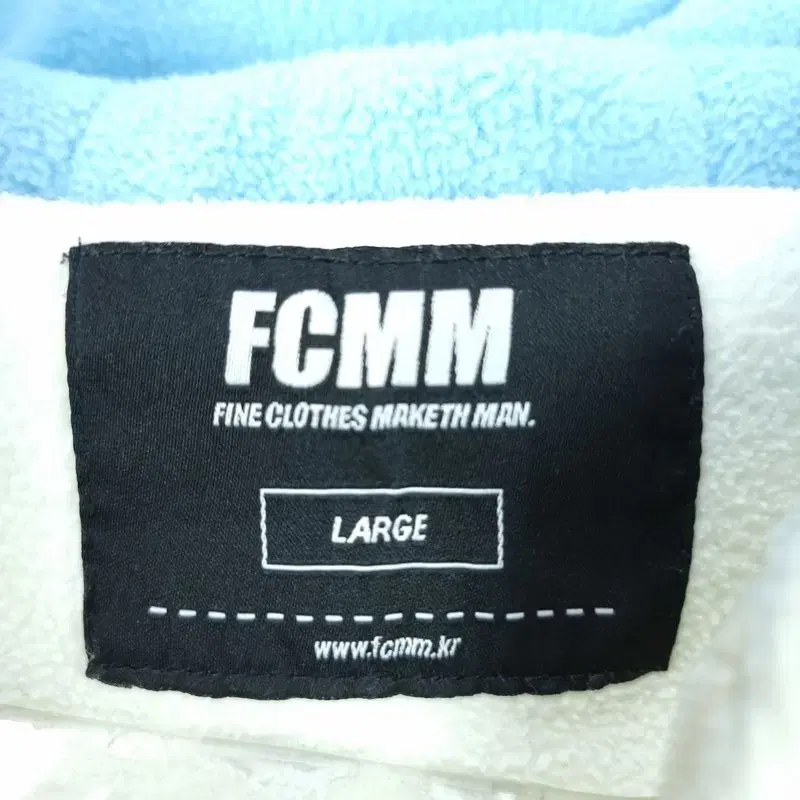 FCMM
FINE CLOTHES MAKETH MAN.
LARGE
www.fcmm.kr